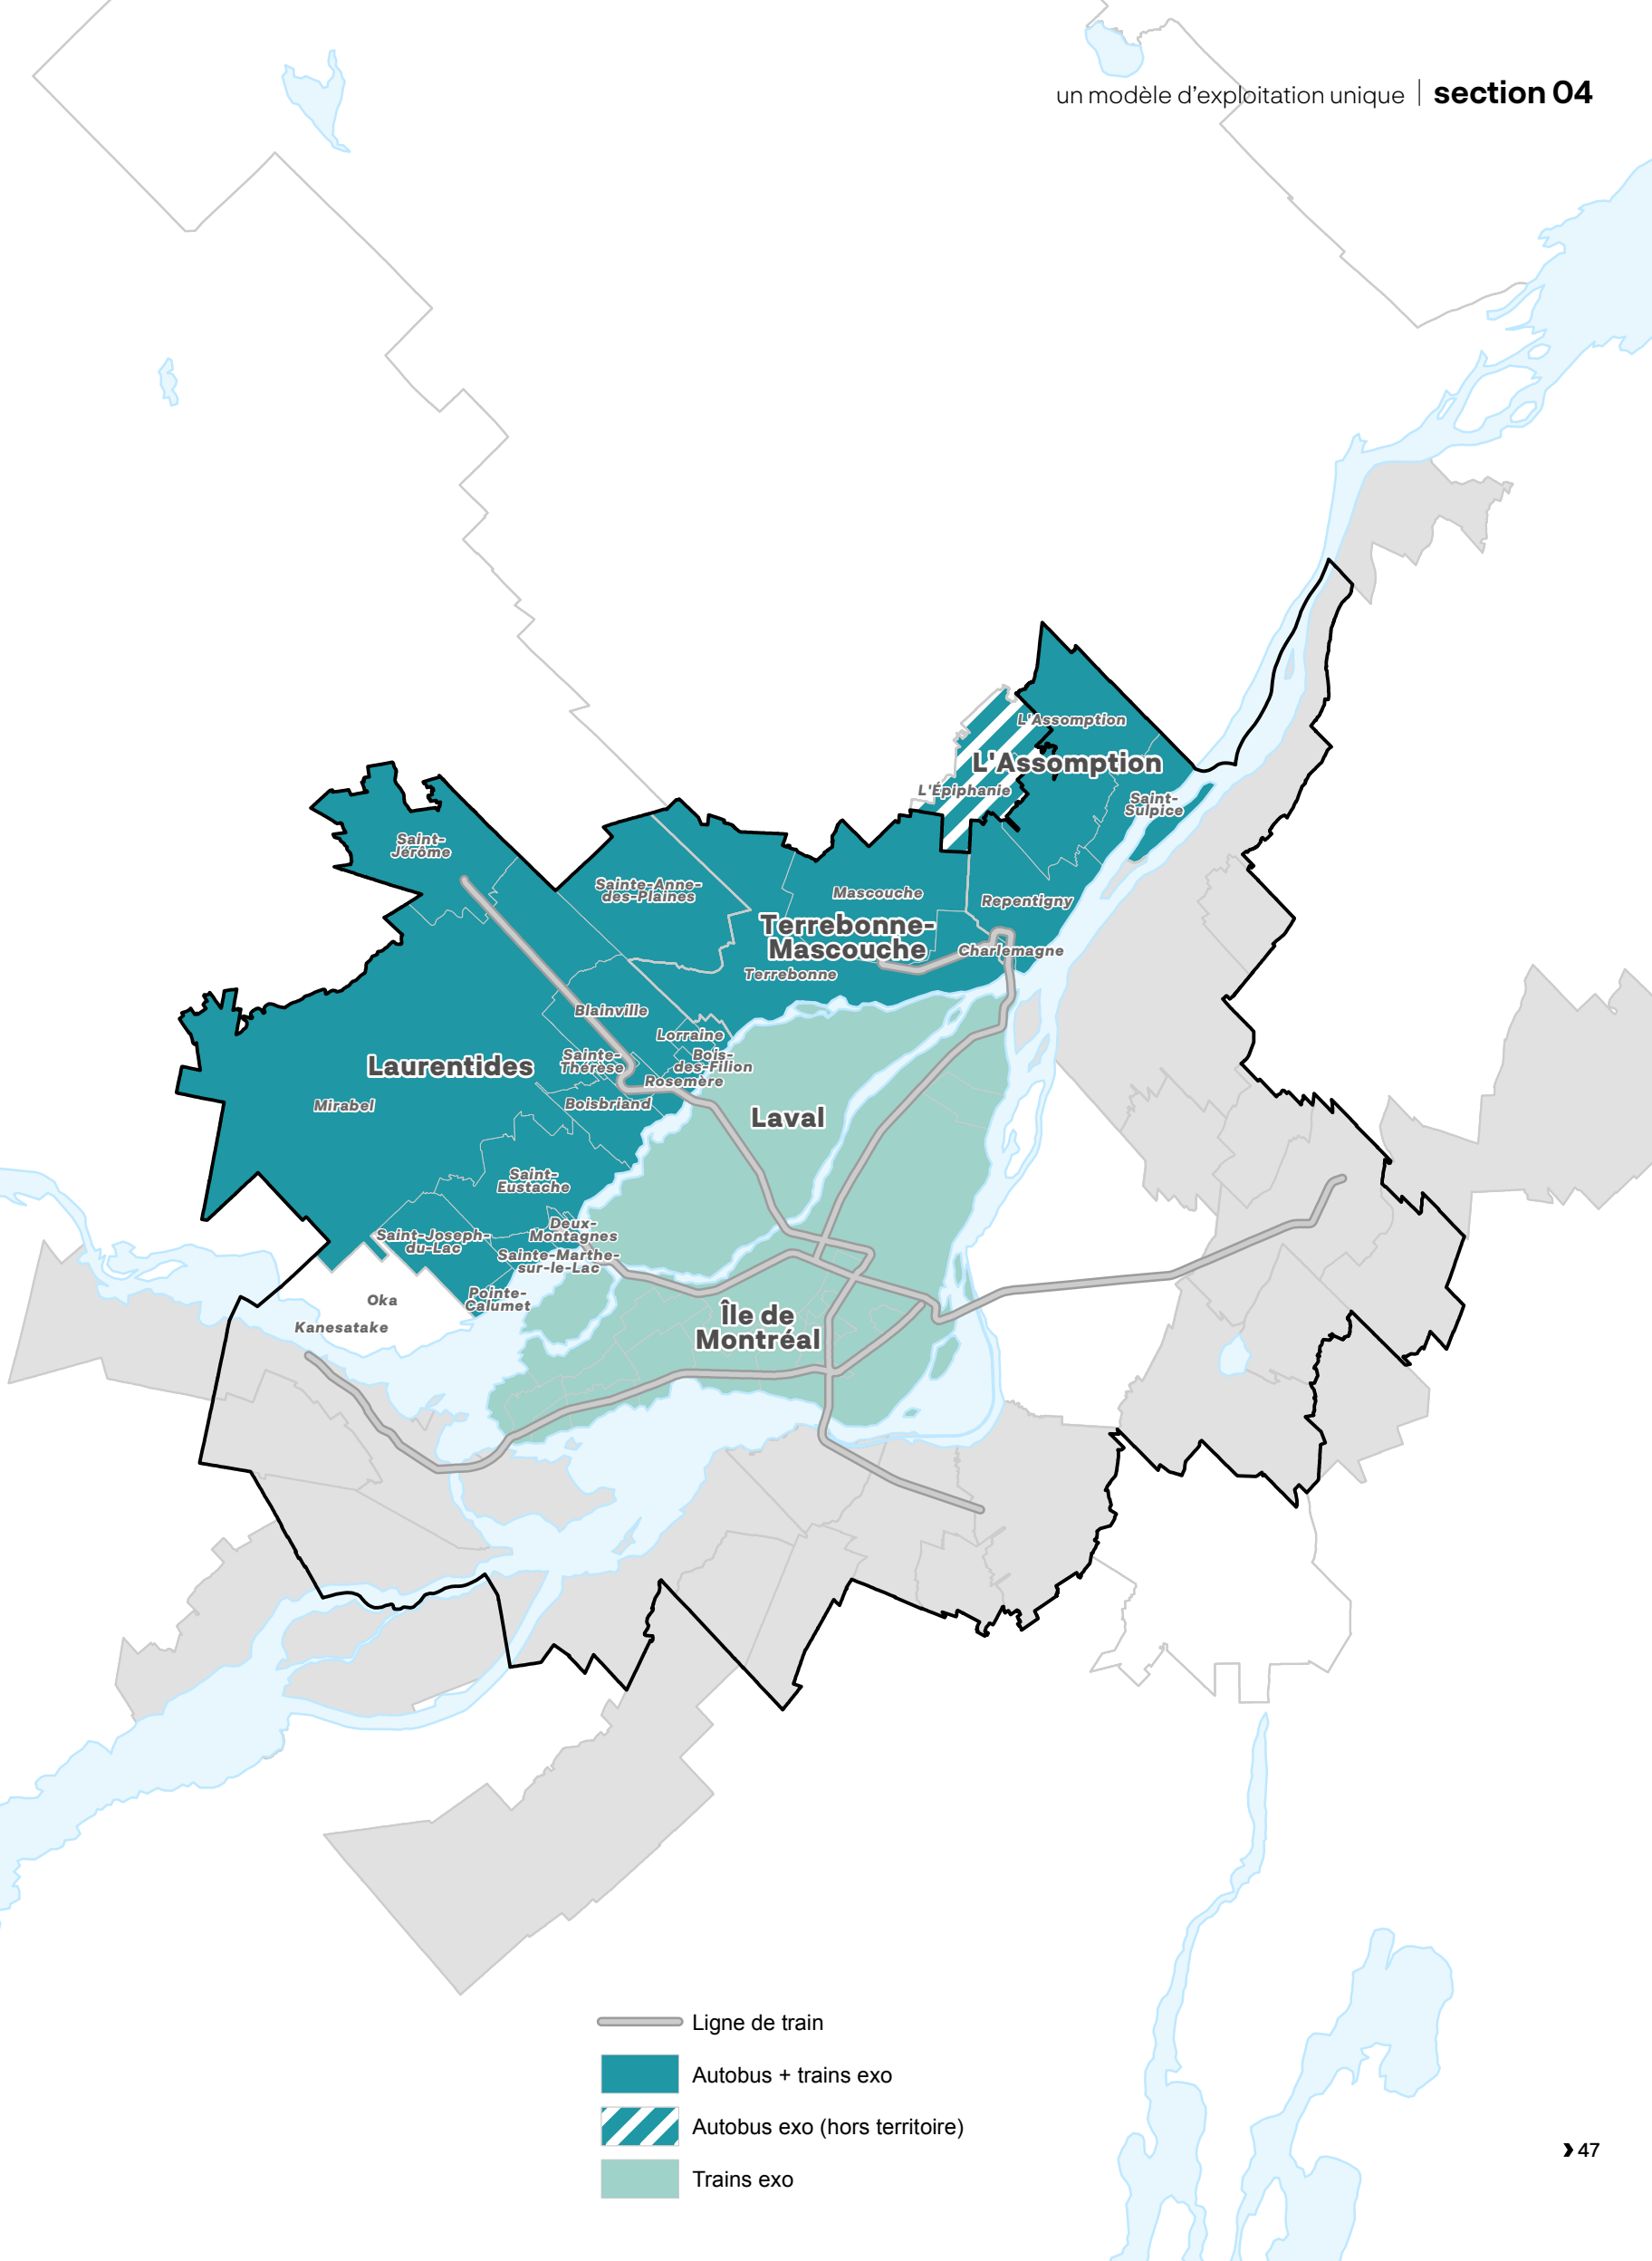 un modèle d'exploitation unique | section 04
L'Assomption
L'Assomption
L'Épiphanie
Saint-
Sulpice
Saint-
Jérôme
Sainte-Anne-
des-Plaines
Mascouche
Repentigny
Terrebonne-
Mascouche
Charlemagne
Terrebonne
Blainville
Lorraine
Sainte-
Thérèse
Bois-
des-Filion
Rosemère
Laurentides
Mirabel
Boisbriand
Laval
Saint-
Eustache
Deux-
Montagnes
Saint-Joseph-
du-Lac
Sainte-Marthe-
sur-le-Lac
Pointe-
Calumet
Oka
Kanesatake
Île de
Montréal
Ligne de train
Autobus + trains exo
Autobus exo (hors territoire)
Trains exo
❯ 47